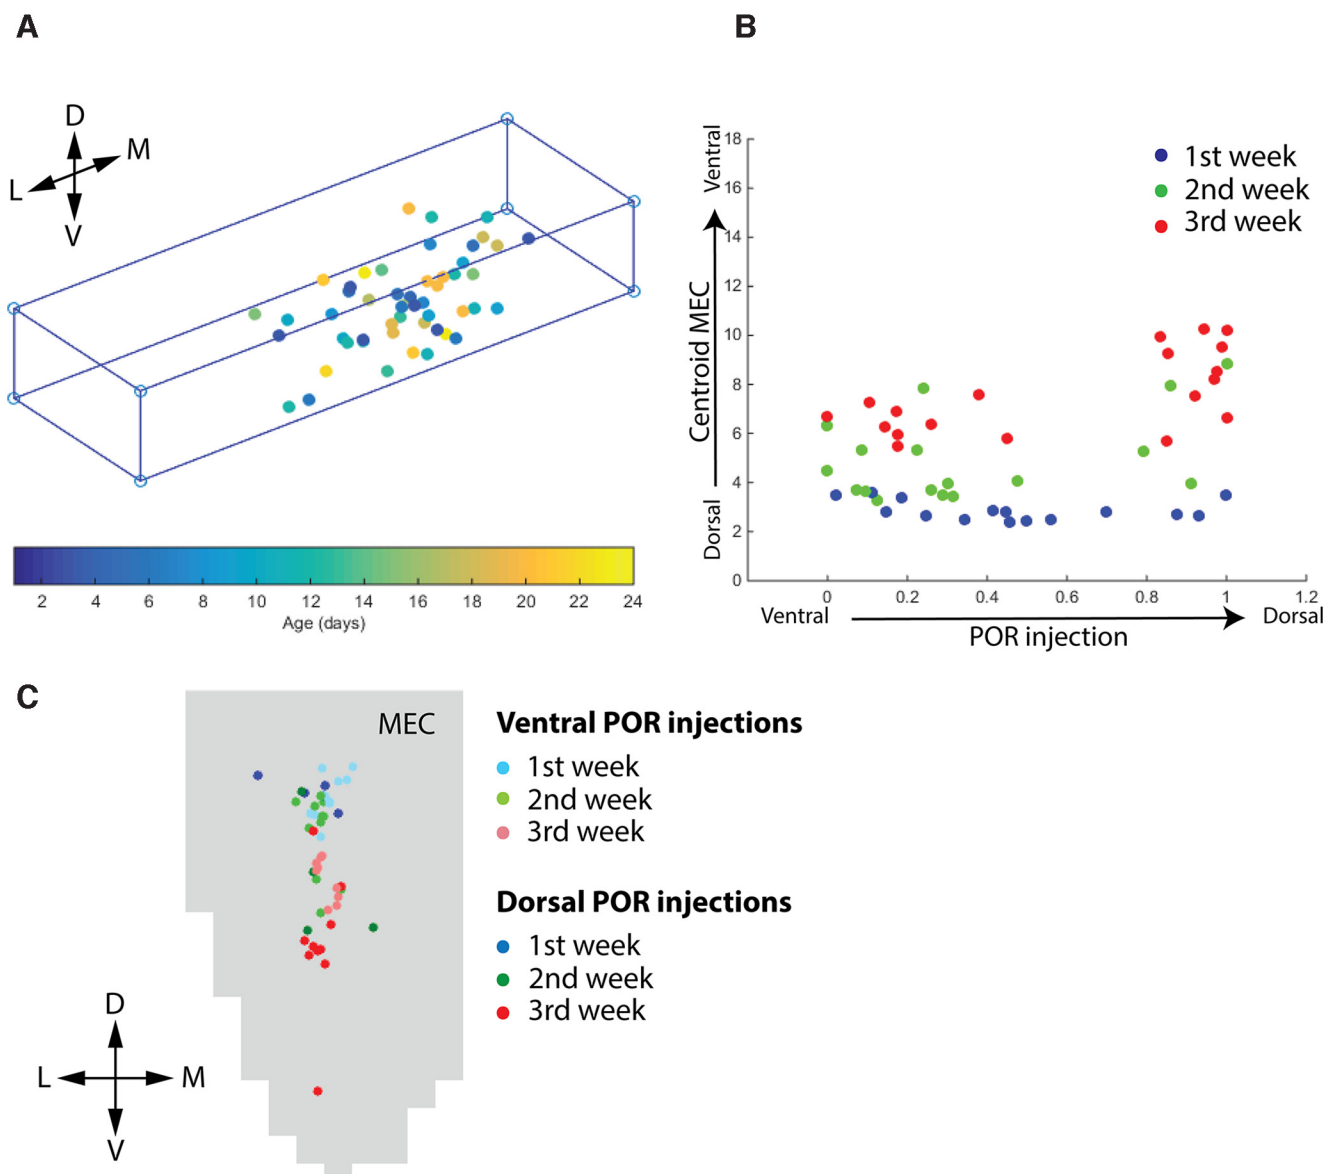 A
D
M
L
V
2 4 6 8 10 12 14 16 18 20 22 24
Age (days)
B
Ventral
Centroid MEC
Dorsal
18
16
14
12
10
8
6
4
2
0
0 0.2 0.4 0.6 0.8 1 1.2
Ventral
Dorsal
POR injection
1st week
2nd week
3rd week
C
MEC
D
L M
V
Ventral POR injections
1st week
2nd week
3rd week
Dorsal POR injections
1st week
2nd week
3rd week